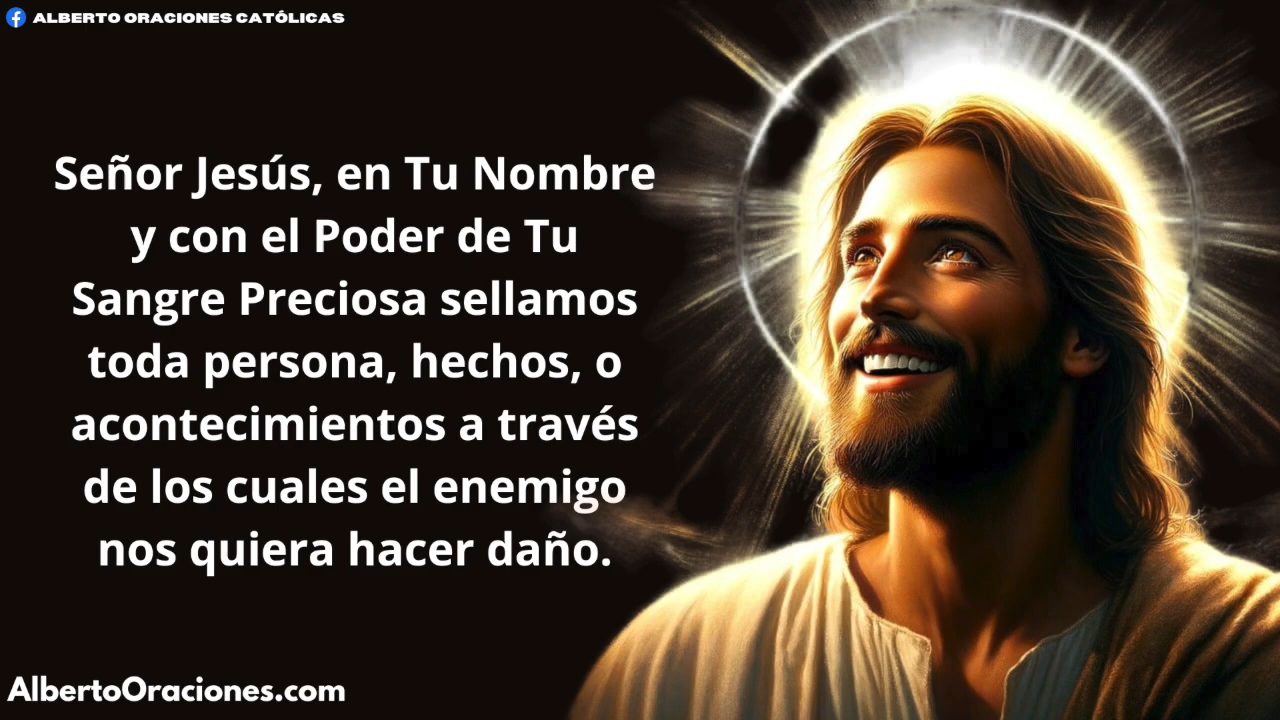 ALBERTO ORACIONES CATÓLICAS
Señor Jesús, en Tu Nombre
y con el Poder de Tu
Sangre Preciosa sellamos
toda persona, hechos, o
acontecimientos a través
de los cuales el enemigo
nos quiera hacer daño.
AlbertoOraciones.com